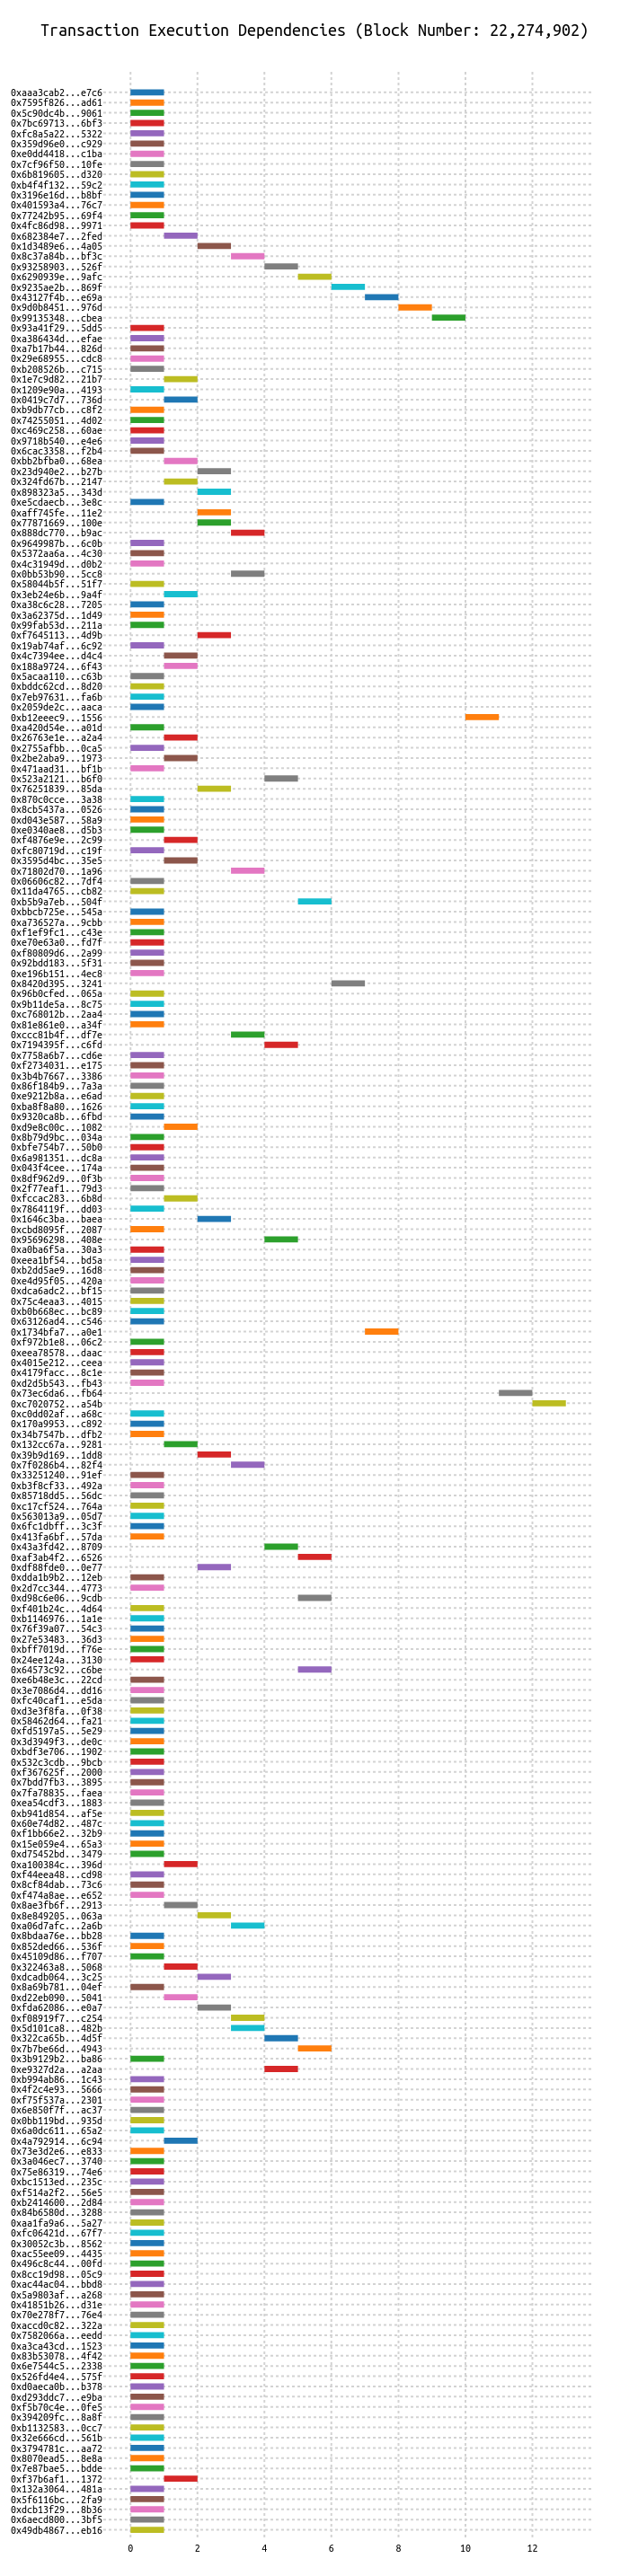 Transaction Execution Dependencies (Block Number: 22,274,902)
0xaaa3cab2...e7c6
0x7595f826...ad61
0x5c90dc4b...9061
0x7bc69713...6bf3
0xfc8a5a22...5322
0x359d96e0...c929
0xe0dd4418...c1ba
0x7cf96f50...10fe
0x6b819605...d320
0xb4f4f132...59c2
0x3196e16d...b8bf
0x401593a4...76c7
0x77242b95...69f4
0x4fc86d98...9971
0x682384e7...2fed
0x1d3489e6...4a05
0x8c37a84b...bf3c
0x93258903...526f
0x6290939e...9afc
0x9235ae2b...869f
0x43127f4b...e69a
0x9d0b8451...976d
0x99135348...cbea
0x93a41f29...5dd5
0xa386434d...efae
0xa7b17b44...826d
0x29e68955...cdc8
0xb208526b...c715
0x1e7c9d82...21b7
0x1209e90a...4193
0x0419c7d7...736d
0xb9db77cb...c8f2
0x74255051...4d02
0xc469c258...60ae
0x9718b540...e4e6
0x6cac3358...f2b4
0xbb2bfba0...68ea
0x23d940e2...b27b
0x324fd67b...2147
0x898323a5...343d
0xe5cdaecb...3e8c
0xaff745fe...11e2
0x77871669...100e
0x888dc770...b9ac
0x9649987b...6c0b
0x5372aa6a...4c30
0x4c31949d...d0b2
0x0bb53b90...5cc8
0x58044b5f...51f7
0x3eb24e6b...9a4f
0xa38c6c28...7205
0x3a62375d...1d49
0x99fab53d...211a
0xf7645113...4d9b
0x19ab74af...6c92
0x4c7394ee...d4c4
0x188a9724...6f43
0x5acaa110...c63b
0xbddc62cd...8d20
0x7eb97631...fa6b
0x2059de2c...aaca
0xb12eeec9...1556
0xa420d54e...a01d
0x26763e1e...a2a4
0x2755afbb...0ca5
0x2be2aba9...1973
0x471aad31...bf1b
0x523a2121...b6f0
0x76251839...85da
0x870c0cce...3a38
0x8cb5437a...0526
0xd043e587...58a9
0xe0340ae8...d5b3
0xf4876e9e...2c99
0xfc80719d...c19f
0x3595d4bc...35e5
0x71802d70...1a96
0x06606c82...7df4
0x11da4765...cb82
0xb5b9a7eb...504f
0xbbcb725e...545a
0xa736527a...9cbb
0xf1ef9fc1...c43e
0xe70e63a0...fd7f
0xf80809d6...2a99
0x92bdd183...5f31
0xe196b151...4ec8
0x8420d395...3241
0x96b0cfed...065a
0x9b11de5a...8c75
0xc768012b...2aa4
0x81e861e0...a34f
0xccc81b4f...df7e
0x7194395f...c6fd
0x7758a6b7...cd6e
0xf2734031...e175
0x3b4b7667...3386
0x86f184b9...7a3a
0xe9212b8a...e6ad
0xba8f8a80...1626
0x9320ca8b...6fbd
0xd9e8c00c...1082
0x8b79d9bc...034a
0xbfe754b7...50b0
0x6a981351...dc8a
0x043f4cee...174a
0x8df962d9...0f3b
0x2f77eaf1...79d3
0xfccac283...6b8d
0x7864119f...dd03
0x1646c3ba...baea
0xcbd8095f...2087
0x95696298...408e
0xa0ba6f5a...30a3
0xeea1bf54...bd5a
0xb2dd5ae9...16d8
0xe4d95f05...420a
0xdca6adc2...bf15
0x75c4eaa3...4015
0xb0b668ec...bc89
0x63126ad4...c546
0x1734bfa7...a0e1
0xf972b1e8...06c2
0xeea78578...daac
0x4015e212...ceea
0x4179facc...8c1e
0xd2d5b543...fb43
0x73ec6da6...fb64
0xc7020752...a54b
0xc0dd02af...a68c
0x170a9953...c892
0x34b7547b...dfb2
0x132cc67a...9281
0x39b9d169...1dd8
0x7f0286b4...82f4
0x33251240...91ef
0xb3f8cf33...492a
0x85718dd5...56dc
0xc17cf524...764a
0x563013a9...05d7
0x6fc1dbff...3c3f
0x413fa6bf...57da
0x43a3fd42...8709
0xaf3ab4f2...6526
0xdf88fde0...0e77
0xdda1b9b2...12eb
0x2d7cc344...4773
0xd98c6e06...9cdb
0xf401b24c...4d64
0xb1146976...1a1e
0x76f39a07...54c3
0x27e53483...36d3
0xbff7019d...f76e
0x24ee124a...3130
0x64573c92...c6be
0xe6b48e3c...22cd
0x3e7086d4...dd16
0xfc40caf1...e5da
0xd3e3f8fa...0f38
0x58462d64...fa21
0xfd5197a5...5e29
0x3d3949f3...de0c
0xbdf3e706...1902
0x532c3cdb...9bcb
0xf367625f...2000
0x7bdd7fb3...3895
0x7fa78835...faea
0xea54cdf3...1883
0xb941d854...af5e
0x60e74d82...487c
0xf1bb66e2...32b9
0x15e059e4...65a3
0xd75452bd...3479
0xa100384c...396d
0xf44eea48...cd98
0x8cf84dab...73c6
0xf474a8ae...e652
0x8ae3fb6f...2913
0x8e849205...063a
0xa06d7afc...2a6b
0x8bdaa76e...bb28
0x852ded66...536f
0x45109d86...f707
0x322463a8...5068
0xdcadb064...3c25
0x8a69b781...04ef
0xd22eb090...5041
0xfda62086...e0a7
0xf08919f7...c254
0x5d101ca8...482b
0x322ca65b...4d5f
0x7b7be66d...4943
0x3b9129b2...ba86
0xe9327d2a...a2aa
0xb994ab86...1c43
0x4f2c4e93...5666
0xf75f537a...2301
0x6e850f7f...ac37
0x0bb119bd...935d
0x6a0dc611...65a2
0x4a792914...6c94
0x73e3d2e6...e833
0x3a046ec7...3740
0x75e86319...74e6
0xbc1513ed...235c
0xf514a2f2...56e5
0xb2414600...2d84
0x84b6580d...3288
0xaa1fa9a6...5a27
0xfc06421d...67f7
0x30052c3b...8562
0xac55ee09...4435
0x496c8c44...00fd
0x8cc19d98...05c9
0xac44ac04...bbd8
0x5a9803af...a268
0x41851b26...d31e
0x70e278f7...76e4
0xaccd0c82...322a
0x7582066a...eedd
0xa3ca43cd...1523
0x83b53078...4f42
0x6e7544c5...2338
0x526fd4e4...575f
0xd0aeca0b...b378
0xd293ddc7...e9ba
0xf5b70c4e...0fe5
0x394209fc...8a8f
0xb1132583...0cc7
0x32e666cd...561b
0x3794781c...aa72
0x8070ead5...8e8a
0x7e87bae5...bdde
0xf37b6af1...1372
0x132a3064...481a
0x5f6116bc...2fa9
0xdcb13f29...8b36
0x6aecd800...3bf5
0x49db4867...eb16
0 2 4 6 8 10 12